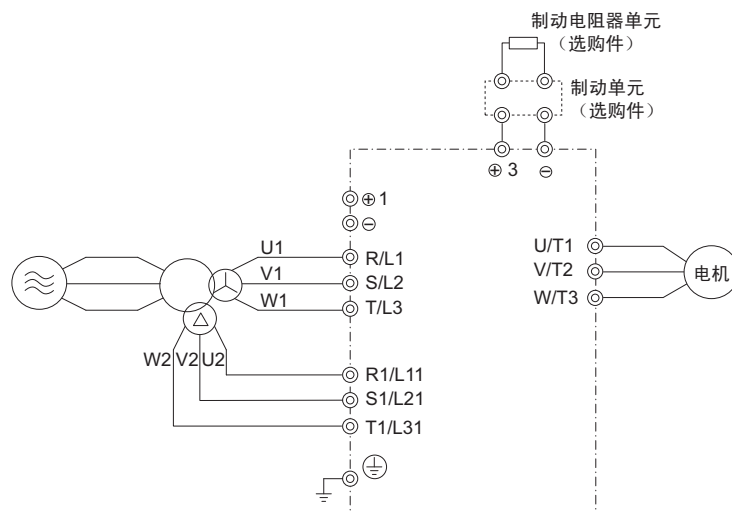 制动电阻器单元
（选购件）
制动单元
（选购件）
⊕ 3 ⊖
⊕ 1
⊖
U1 R/L1
V1 S/L2
W1 T/L3
U/T1
V/T2
W/T3
电机
W2 V2 U2
R1/L11
S1/L21
T1/L31